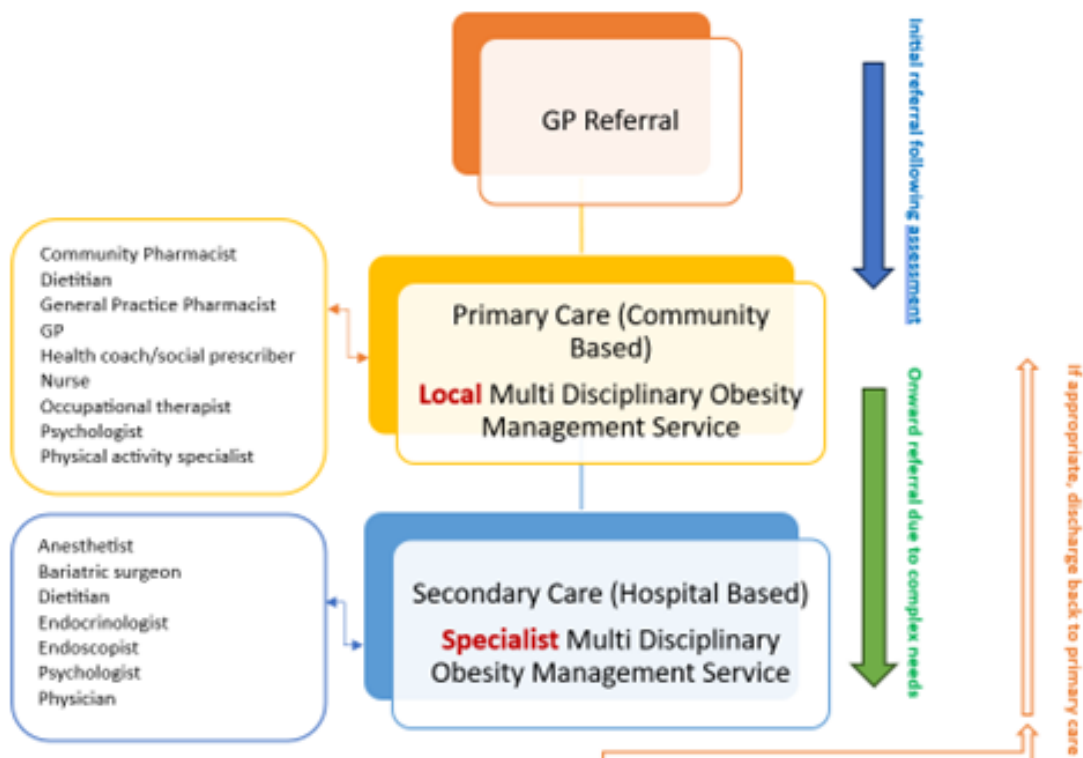 GP Referral
Initial referral following assessment
Community Pharmacist
Dietitian
General Practice Pharmacist
GP
Health coach/social prescriber
Nurse
Occupational therapist
Psychologist
Physical activity specialist
Primary Care (Community
Based)
Local Multi Disciplinary Obesity
Management Service
Onward referral due to complex needs
If appropriate, discharge back to primary care
Anesthetist
Bariatric surgeon
Dietitian
Endocrinologist
Endoscopist
Psychologist
Physician
Secondary Care (Hospital Based)
Specialist Multi Disciplinary
Obesity Management Service